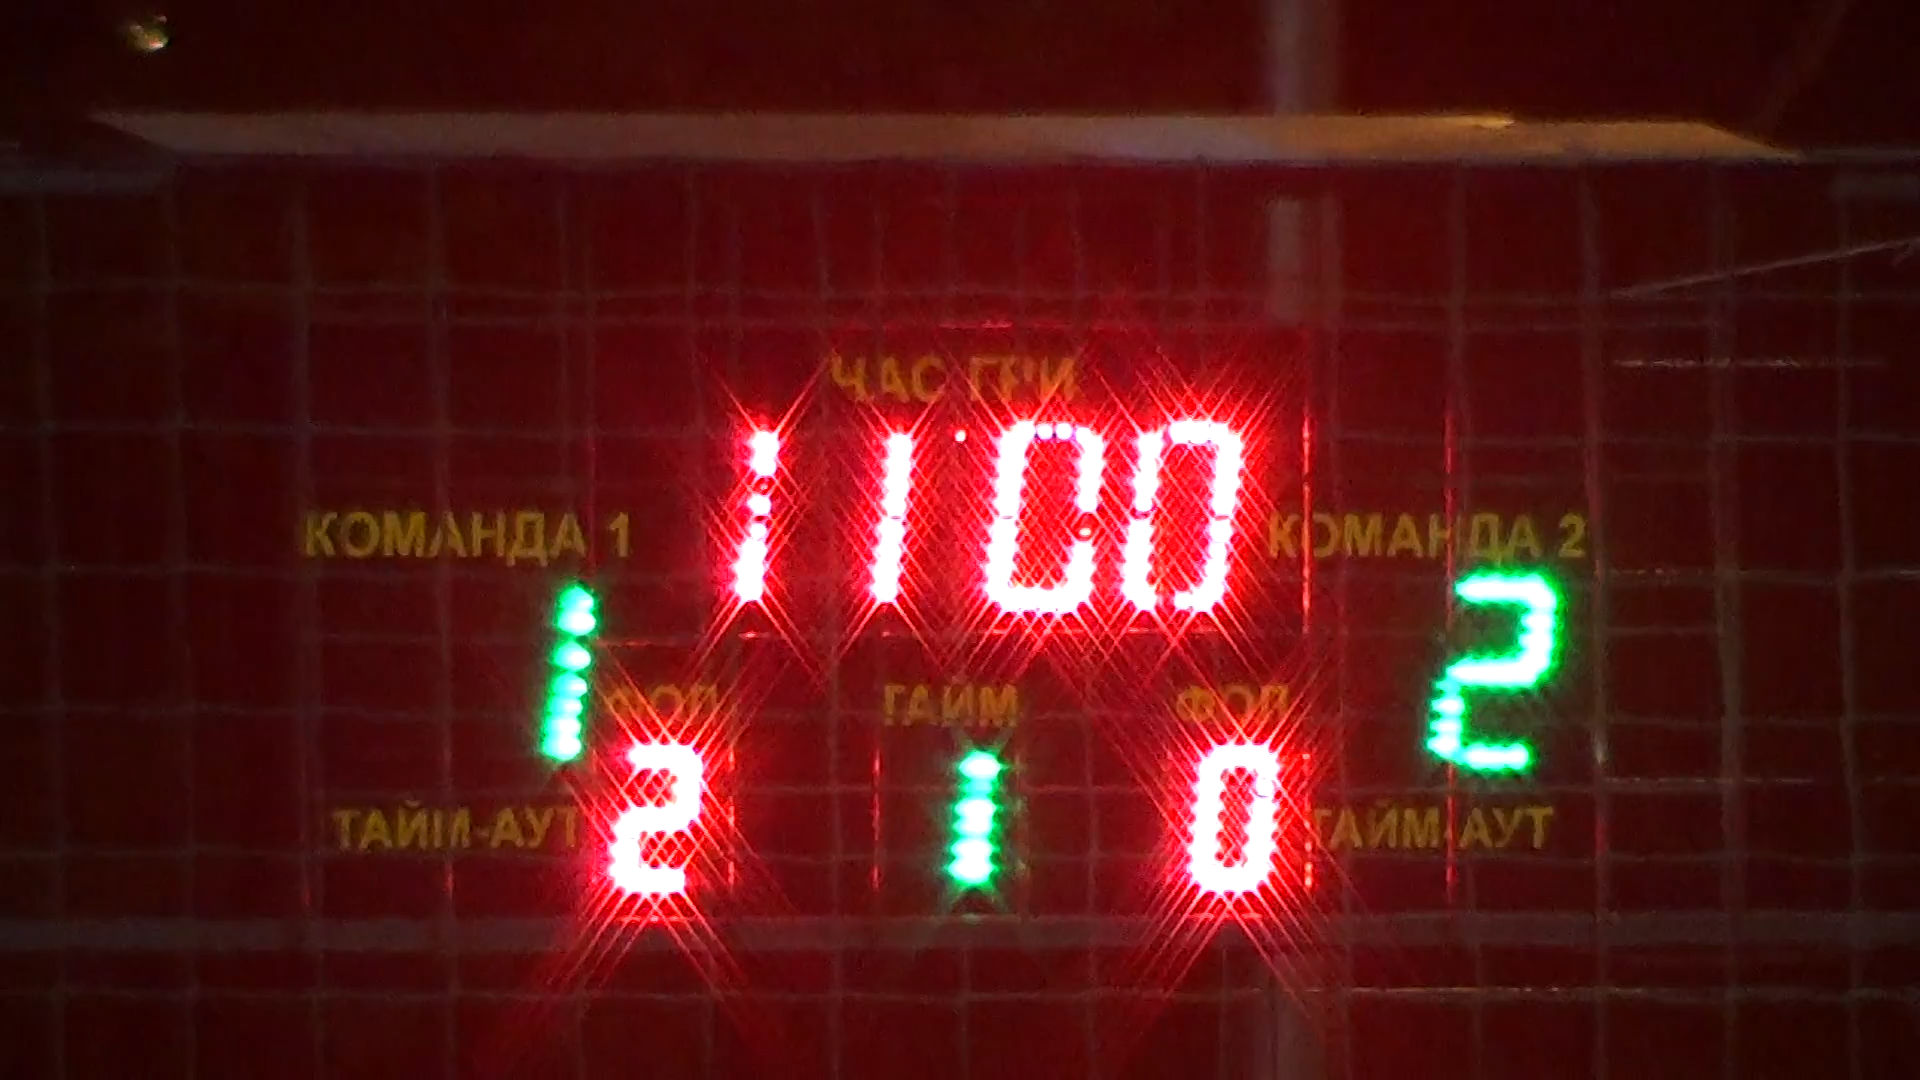 ЧАС ГРИ
11 00
КОМАНДА 1
КОМАНДА 2
1
2
ФОЛ
ТАЙМ
ФОЛ
2
1
0
ТАЙМ-АУТ
ТАЙМ-АУТ